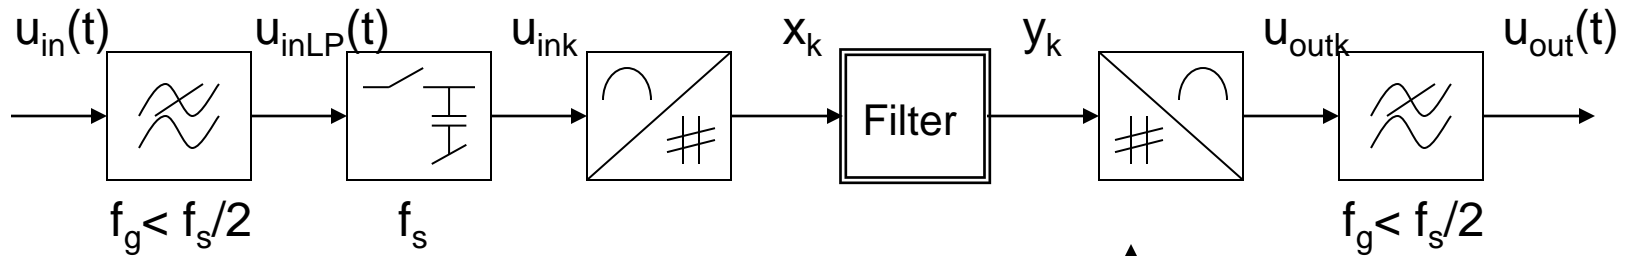 u_in(t) u_inLP(t) u_ink x_k y_k u_outk u_out(t)
Filter
f_g< f_s/2 f_s f_g< f_s/2